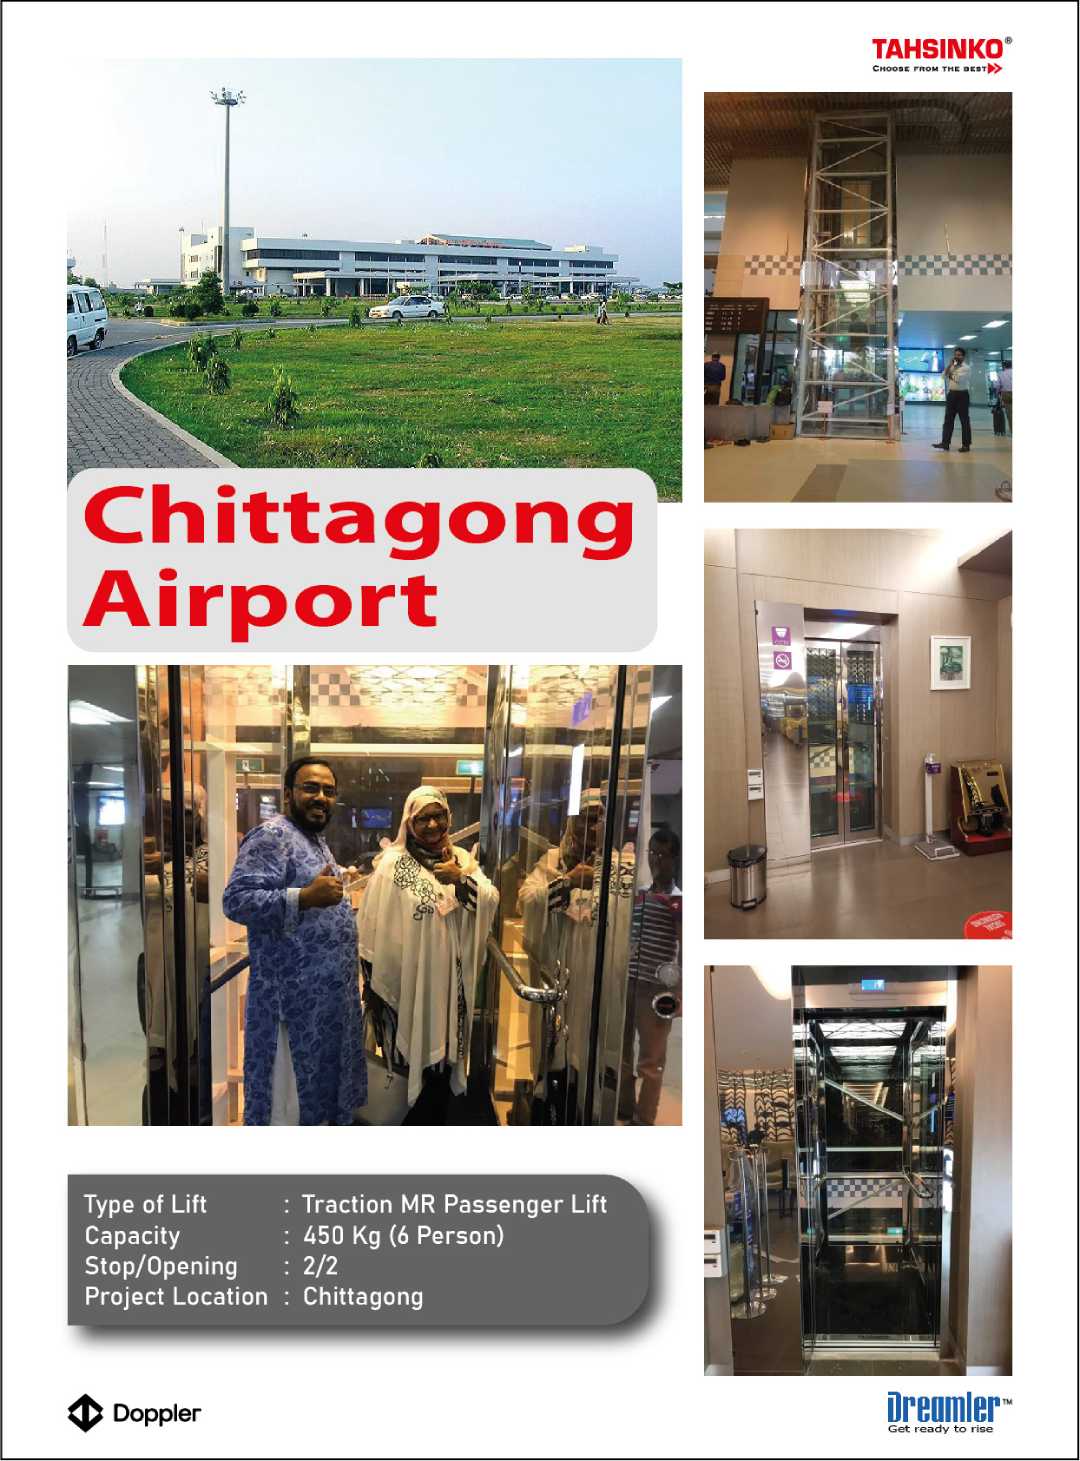 TAHSINKO®
CHOOSE FROM THE BEST
Chittagong
Airport
Type of Lift : Traction MR Passenger Lift
Capacity : 450 Kg (6 Person)
Stop/Opening : 2/2
Project Location : Chittagong
Doppler
Dreamler™
Get ready to rise